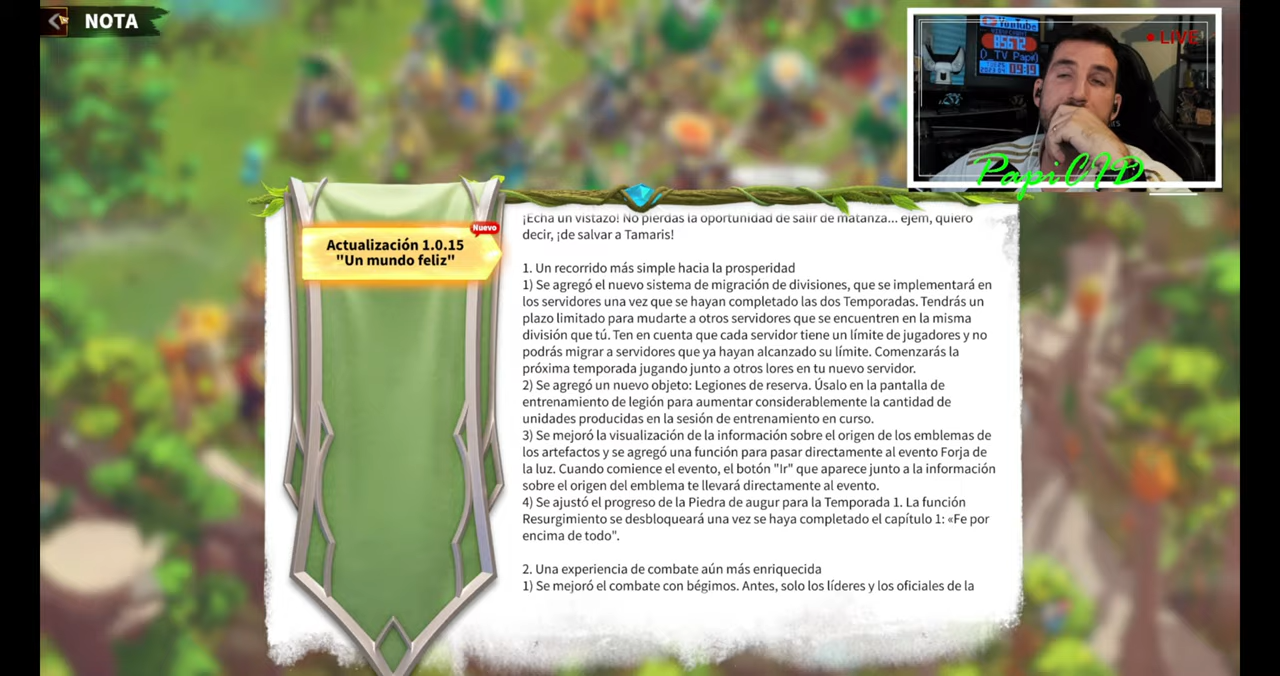 NOTA
YouTube
85672
LIVE
19:19
PapiCID
Nuevo
Actualización 1.0.15
"Un mundo feliz"
¡Echa un vistazo! No pierdas la oportunidad de salir de matanza... ejem, quiero
decir, ¡de salvar a Tamaris!
1. Un recorrido más simple hacia la prosperidad
1) Se agregó el nuevo sistema de migración de divisiones, que se implementará en
los servidores una vez que se hayan completado las dos Temporadas. Tendrás un
plazo limitado para mudarte a otros servidores que se encuentren en la misma
división que tú. Ten en cuenta que cada servidor tiene un límite de jugadores y no
podrás migrar a servidores que ya hayan alcanzado su límite. Comenzarás la
próxima temporada jugando junto a otros lores en tu nuevo servidor.
2) Se agregó un nuevo objeto: Legiones de reserva. Úsalo en la pantalla de
entrenamiento de legión para aumentar considerablemente la cantidad de
unidades producidas en la sesión de entrenamiento en curso.
3) Se mejoró la visualización de la información sobre el origen de los emblemas de
los artefactos y se agregó una función para pasar directamente al evento Forja de
la luz. Cuando comience el evento, el botón "Ir" que aparece junto a la información
sobre el origen del emblema te llevará directamente al evento.
4) Se ajustó el progreso de la Piedra de augur para la Temporada 1. La función
Resurgimiento se desbloqueará una vez se haya completado el capítulo 1: «Fe por
encima de todo".
2. Una experiencia de combate aún más enriquecida
1) Se mejoró el combate con bégimos. Antes, solo los líderes y los oficiales de la